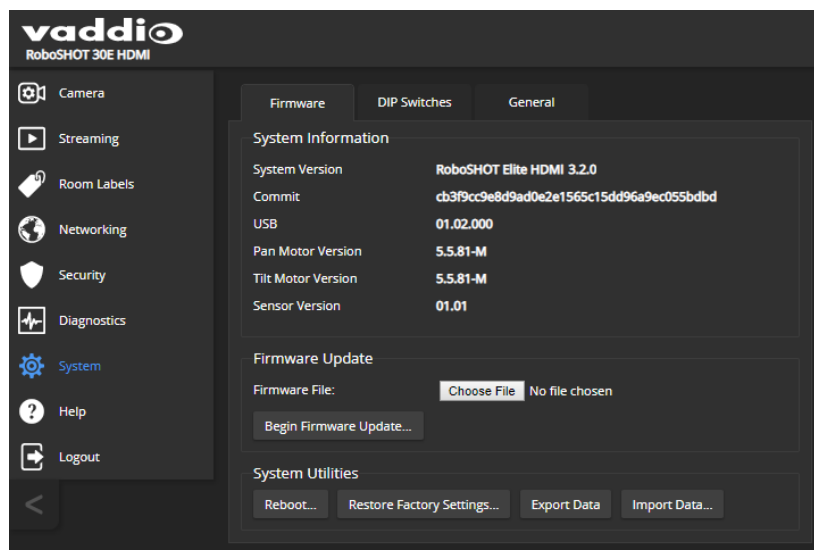 vaddio
RoboSHOT 30E HDMI
Camera
Streaming
Room Labels
Networking
Security
Diagnostics
System
Help
Logout
<
Firmware DIP Switches General
System Information
System Version RoboSHOT Elite HDMI 3.2.0
Commit cb3f9cc9e8d9ad0e2e1565c15dd96a9ec055bdbd
USB 01.02.000
Pan Motor Version 5.5.81-M
Tilt Motor Version 5.5.81-M
Sensor Version 01.01
Firmware Update
Firmware File: Choose File No file chosen
Begin Firmware Update...
System Utilities
Reboot... Restore Factory Settings... Export Data Import Data...